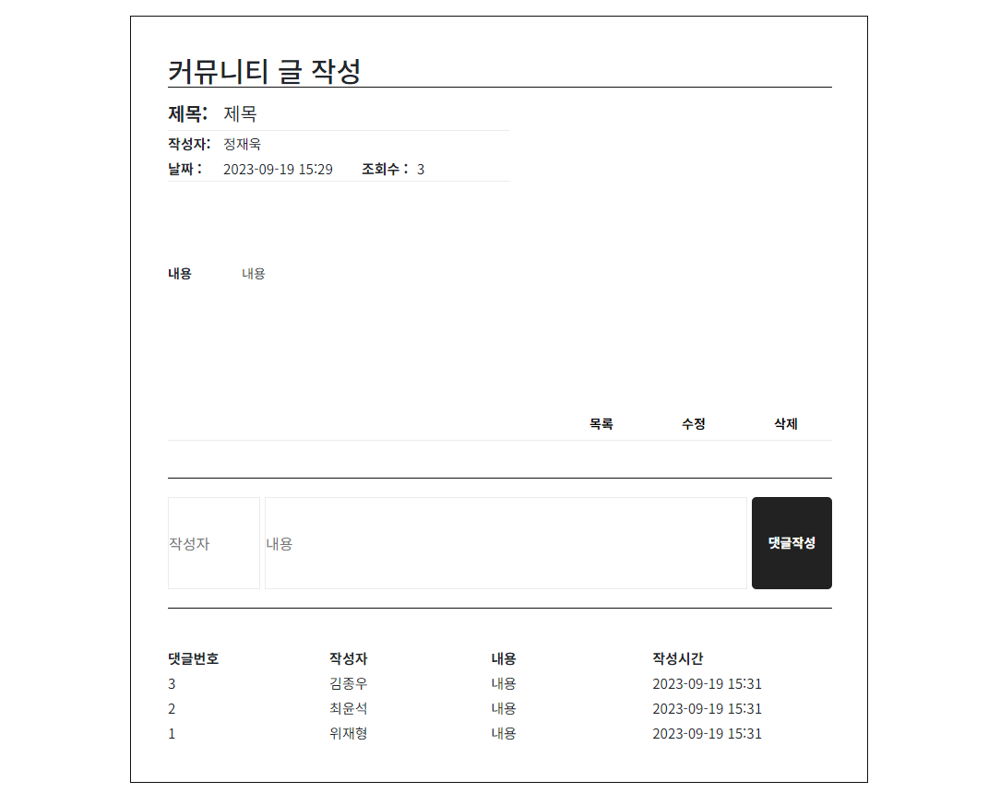 커뮤니티 글 작성
제목: 제목
작성자: 정재욱
날짜 : 2023-09-19 15:29 조회수 : 3
내용 내용
목록 수정 삭제
작성자 내용 댓글작성
댓글번호 작성자 내용 작성시간
3 김종우 내용 2023-09-19 15:31
2 최윤석 내용 2023-09-19 15:31
1 위재형 내용 2023-09-19 15:31